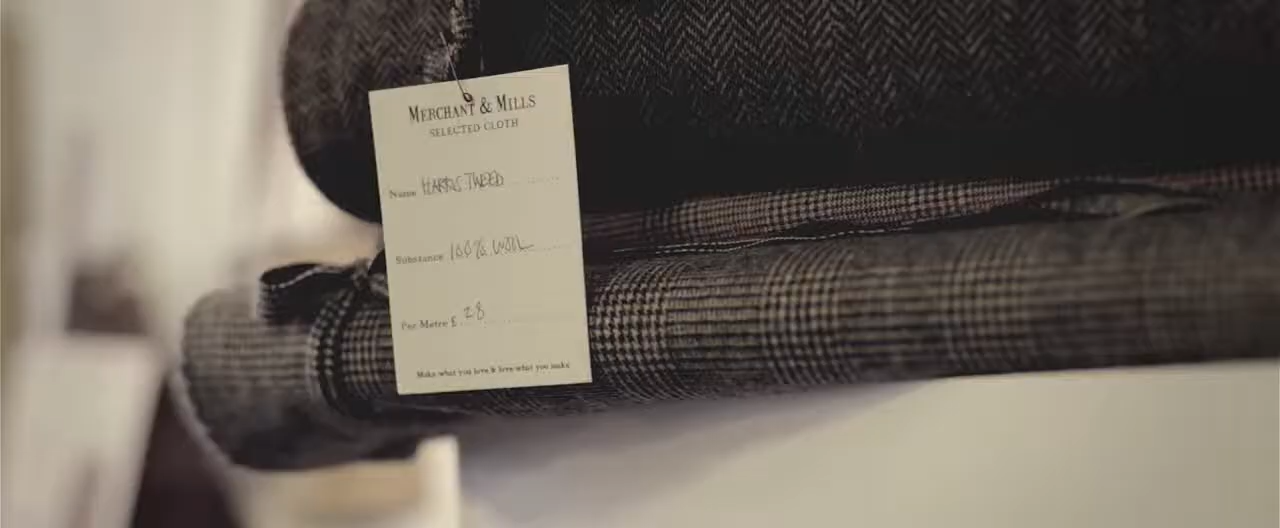 MERCHANT & MILLS
SELECTED CLOTH
Name HARRIS TWEED
Substance 100% WOOL
Per Metre £ 28
Make what you love & love what you make